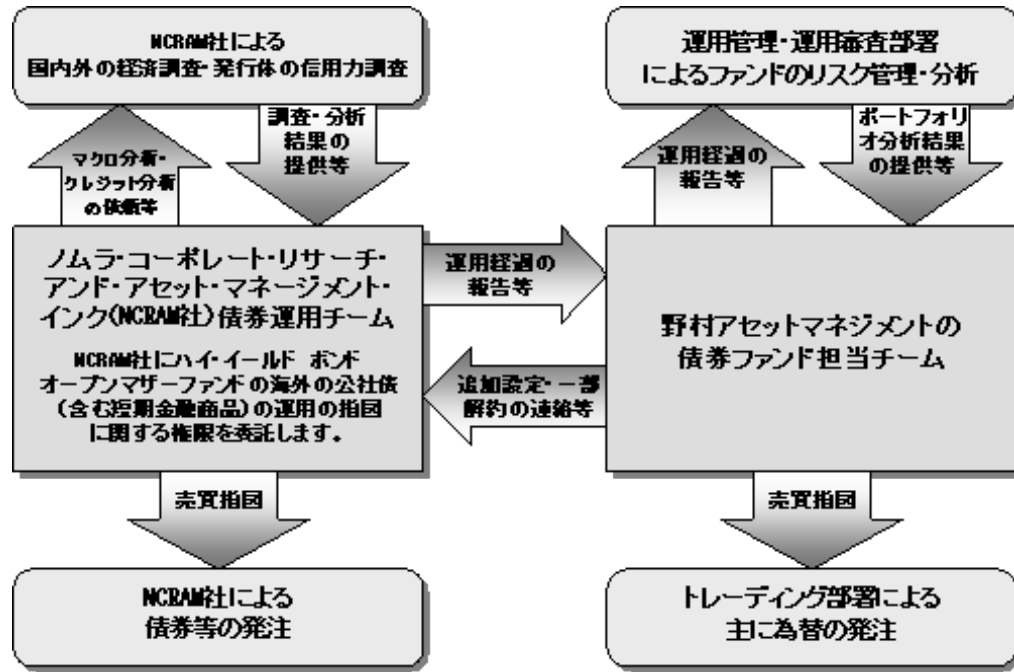 NCRAM社による
国内外の経済調査・発行体の信用力調査
運用管理・運用審査部署
によるファンドのリスク管理・分析
マクロ分析・
クレジット分析
の依頼等
調査・分析
結果の
提供等
運用経過の
報告等
ポートフォリ
オ分析結果
の提供等
ノムラ・コーポレート・リサーチ・
アンド・アセット・マネージメント・
インク(NCRAM社)債券運用チーム
NCRAM社にハイ・イールド ボンド
オープンマザーファンドの海外の公社債
(含む短期金融商品)の運用の指図
に関する権限を委託します。
運用経過の
報告等
追加設定・一部
解約の連絡等
野村アセットマネジメントの
債券ファンド担当チーム
売買指図
売買指図
NCRAM社による
債券等の発注
トレーディング部署による
主に為替の発注